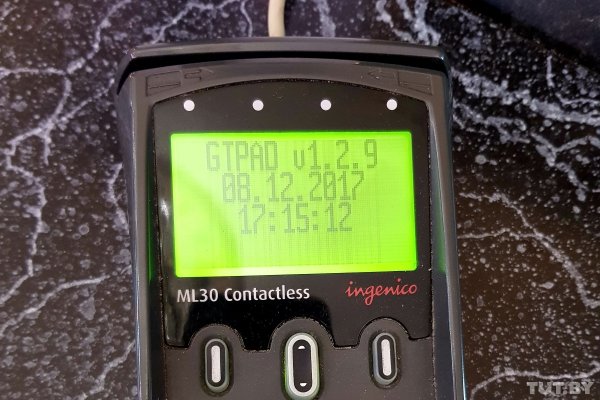 GTPAD v1.2.9
08.12.2017
17:15:12
ML30 Contactless
ingenico
TUT.BY